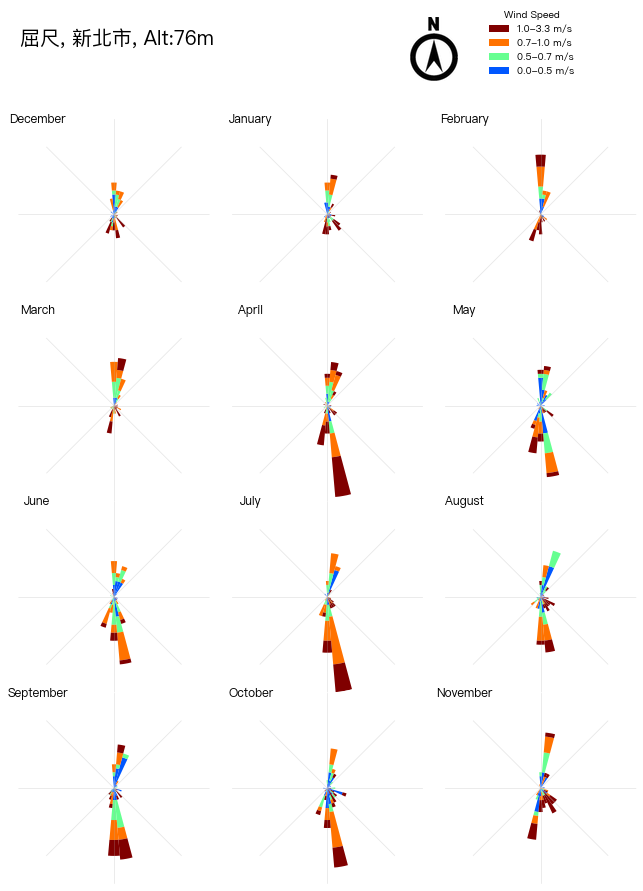 屈尺, 新北市, Alt:76m
N
Wind Speed
1.0–3.3 m/s
0.7–1.0 m/s
0.5–0.7 m/s
0.0–0.5 m/s
December
January
February
March
April
May
June
July
August
September
October
November